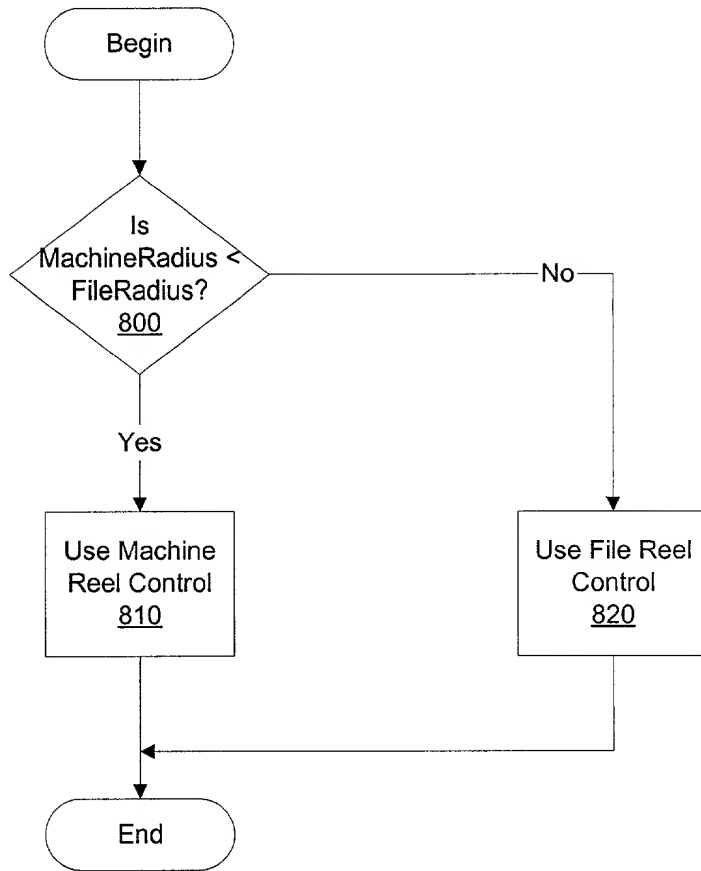 Begin
Is
MachineRadius <
FileRadius?
800
No
Yes
Use Machine
Reel Control
810
Use File Reel
Control
820
End